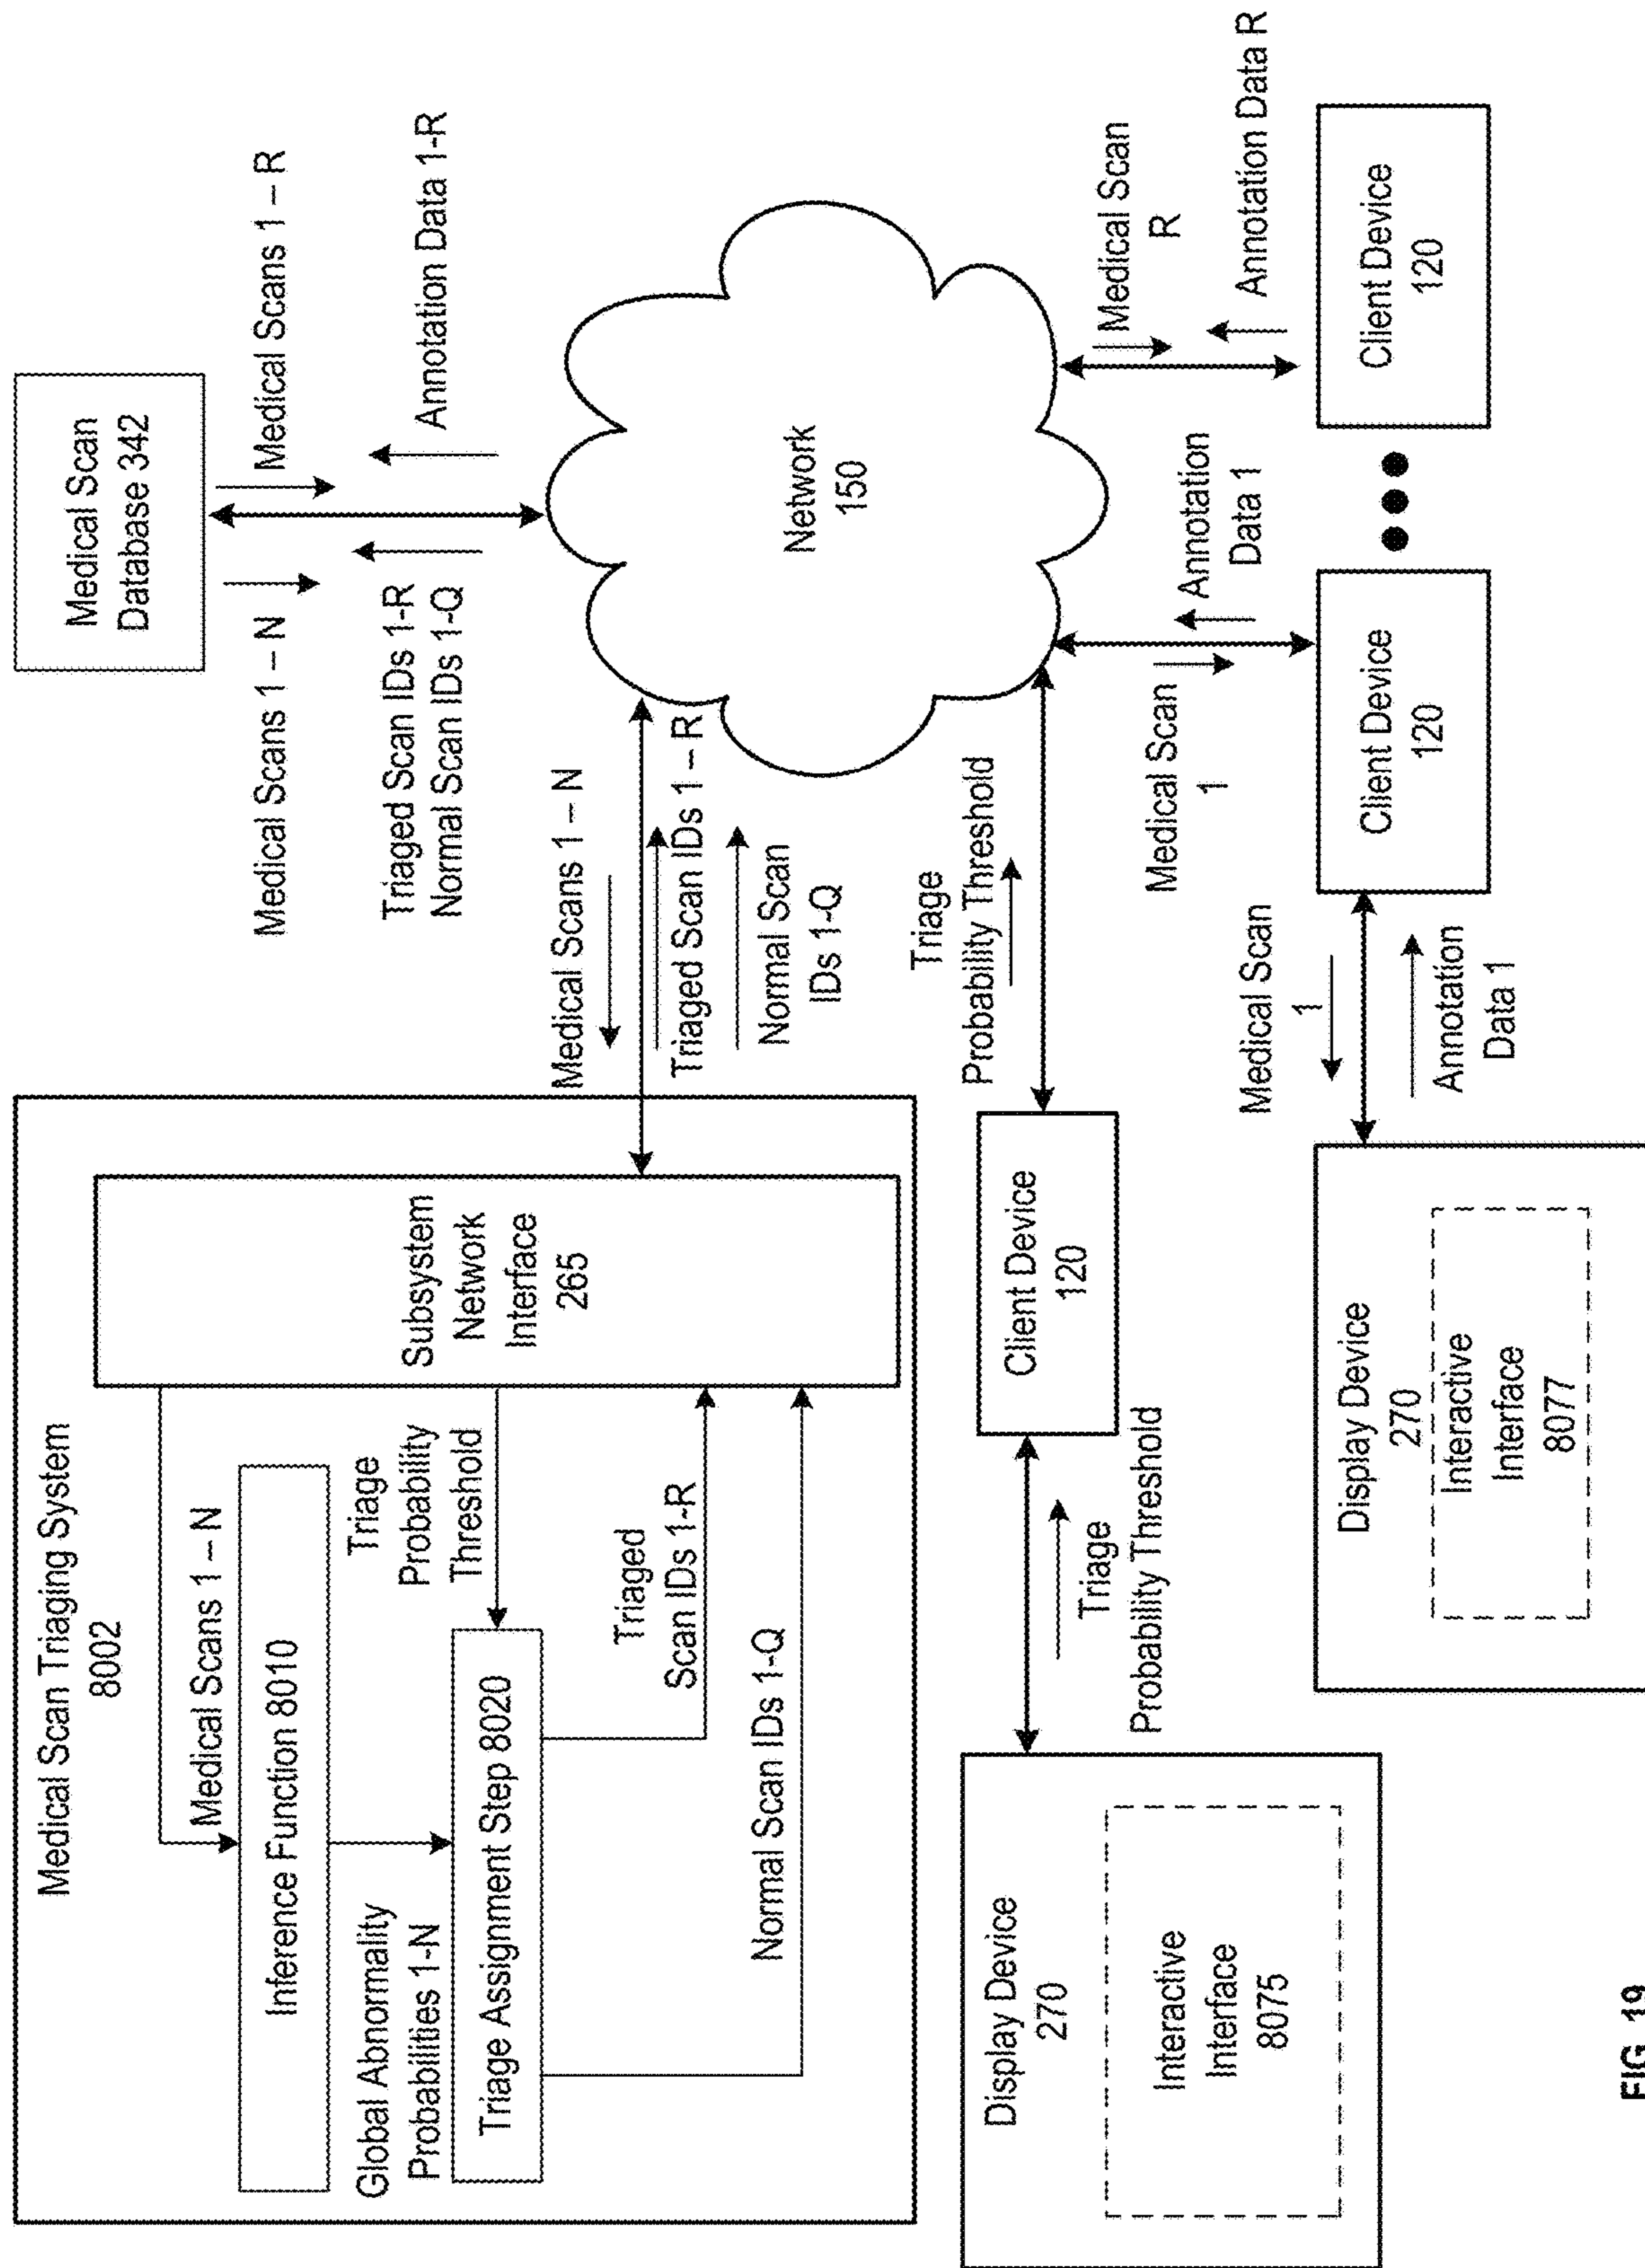 Medical Scan Triaging System
8002
Medical Scans 1 – N
Inference Function 8010
Global Abnormality
Probabilities 1-N
Triage
Probability
Threshold
Triage Assignment Step 8020
Triaged
Scan IDs 1-R
Normal Scan IDs 1-Q
Subsystem
Network
Interface
265
Medical Scans 1 – N
Triaged Scan IDs 1 – R
Normal Scan
IDs 1-Q
Medical Scan
Database 342
Medical Scans 1 – N
Triaged Scan IDs 1-R
Normal Scan IDs 1-Q
Medical Scans 1 – R
Annotation Data 1-R
Network
150
Display Device
270
Interactive
Interface
8075
Triage
Probability Threshold
Client Device
120
Triage
Probability Threshold
Display Device
270
Interactive
Interface
8077
Medical Scan
1
Annotation
Data 1
Client Device
120
Medical Scan
1
Annotation
Data 1
Client Device
120
Medical Scan
R
Annotation Data R
FIG. 19